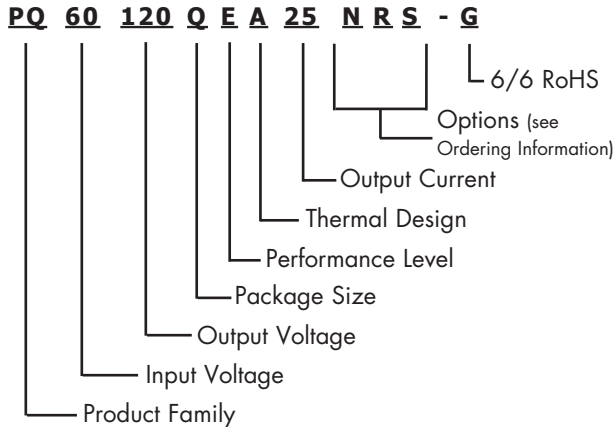 PQ 60 120 Q E A 25 N R S - G
6/6 RoHS
Options (see
Ordering Information)
Output Current
Thermal Design
Performance Level
Package Size
Output Voltage
Input Voltage
Product Family